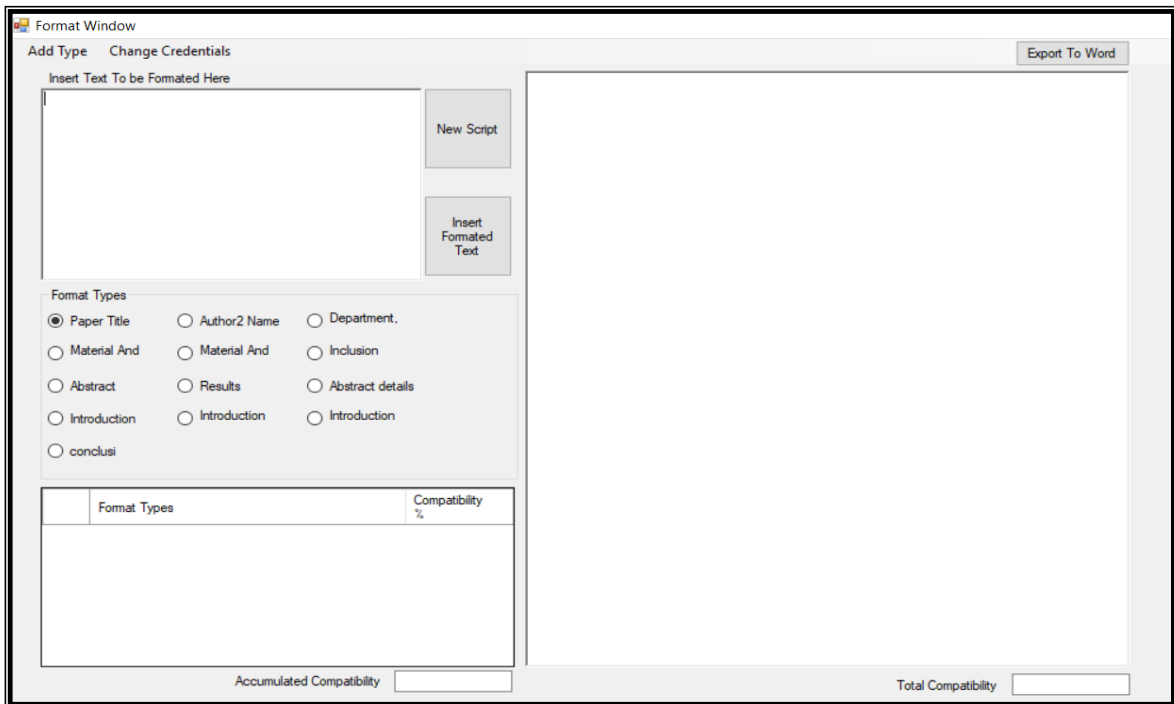 Format Window
Add Type Change Credentials
Export To Word
Insert Text To be Formated Here
New Script
Insert
Formated
Text
Format Types
Paper Title Author2 Name Department,
Material And Material And Inclusion
Abstract Results Abstract details
Introduction Introduction Introduction
conclusi
Format Types Compatibility
%
Accumulated Compatibility
Total Compatibility